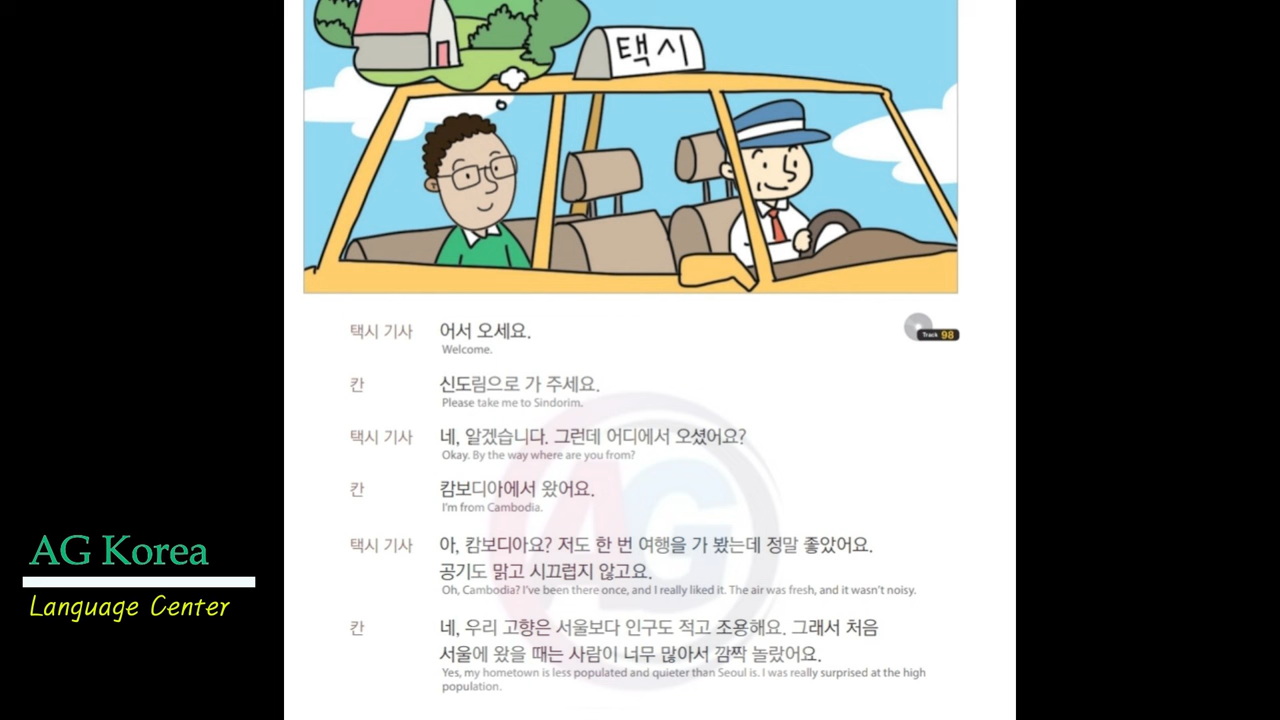 택시
Track 98
택시 기사 어서 오세요.
Welcome.
칸 신도림으로 가 주세요.
Please take me to Sindorim.
택시 기사 네, 알겠습니다. 그런데 어디에서 오셨어요?
Okay. By the way where are you from?
칸 캄보디아에서 왔어요.
I'm from Cambodia.
택시 기사 아, 캄보디아요? 저도 한 번 여행을 가 봤는데 정말 좋았어요.
공기도 맑고 시끄럽지 않고요.
Oh, Cambodia? I've been there once, and I really liked it. The air was fresh, and it wasn't noisy.
칸 네, 우리 고향은 서울보다 인구도 적고 조용해요. 그래서 처음
서울에 왔을 때는 사람이 너무 많아서 깜짝 놀랐어요.
Yes, my hometown is less populated and quieter than Seoul is. I was really surprised at the high
population.
AG
AG Korea
Language Center